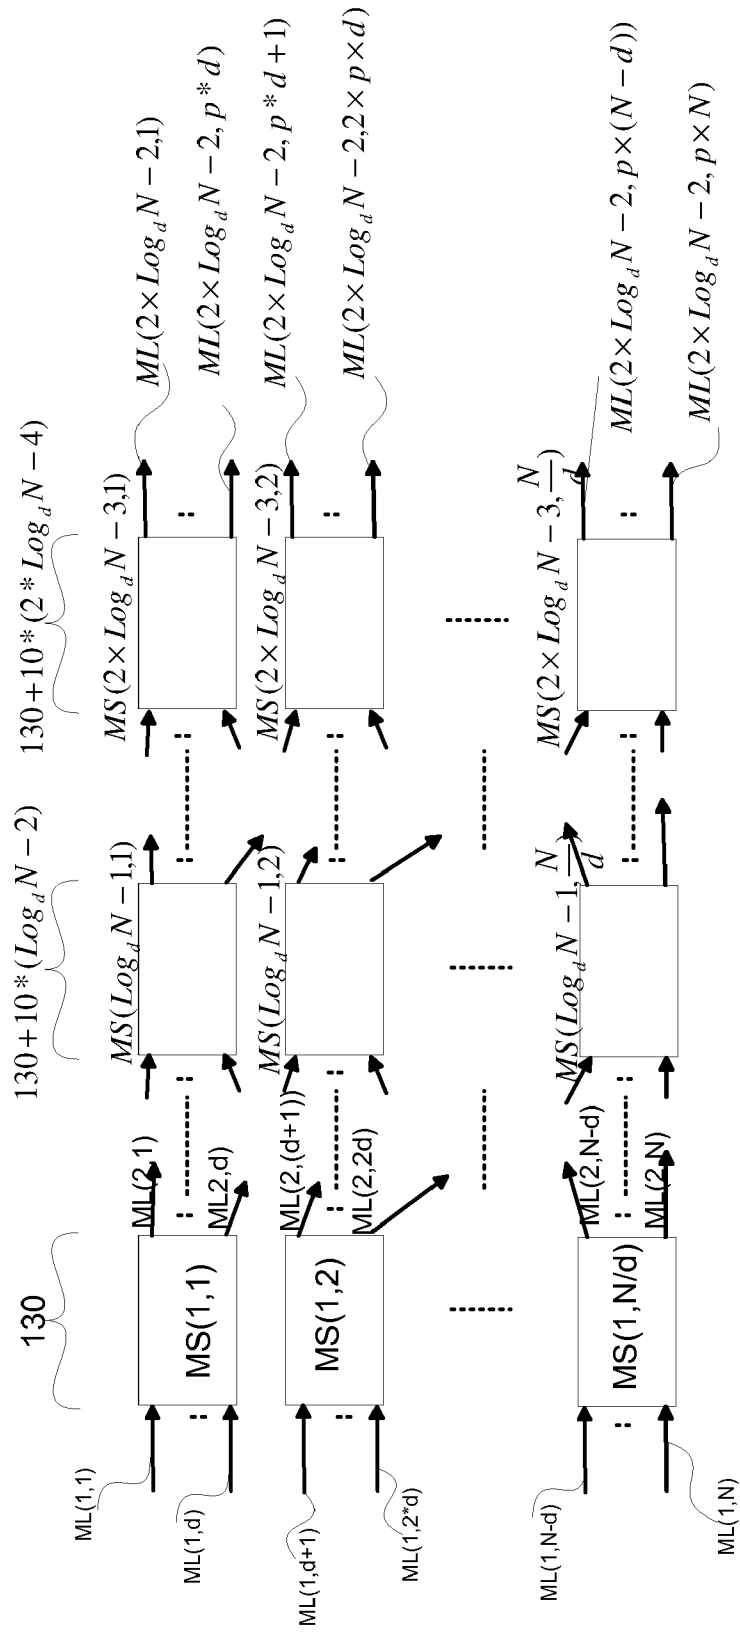 130
130+10*(Log_d N−2)
130+10*(2*Log_d N−4)
ML(1,1)
ML(1,d)
ML(1,d+1)
ML(1,2*d)
ML(1,N-d)
ML(1,N)
MS(1,1)
MS(1,2)
MS(1,N/d)
ML(2,1)
ML2,d)
ML(2,(d+1))
ML(2,2d)
ML(2,N-d)
ML(2,N)
MS(Log_d N−1,1)
MS(Log_d N−1,2)
MS(Log_d N−1,N/d)
MS(2×Log_d N−3,1)
MS(2×Log_d N−3,2)
MS(2×Log_d N−3,N/d)
ML(2×Log_d N−2,1)
ML(2×Log_d N−2,p*d)
ML(2×Log_d N−2,p*d+1)
ML(2×Log_d N−2,2×p×d)
ML(2×Log_d N−2,p×(N−d))
ML(2×Log_d N−2,p×N)